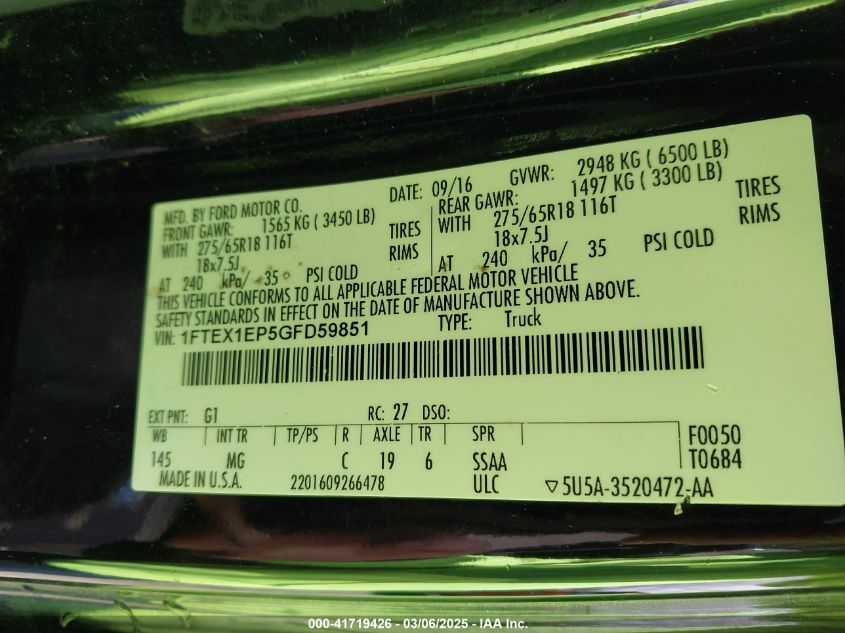 MFD. BY FORD MOTOR CO. DATE: 09/16 GVWR: 2948 KG ( 6500 LB)
FRONT GAWR: 1565 KG ( 3450 LB) REAR GAWR: 1497 KG ( 3300 LB)
WITH 275/65R18 116T TIRES WITH 275/65R18 116T TIRES
18x7.5J RIMS 18x7.5J RIMS
AT 240 kPa/ 35 PSI COLD AT 240 kPa/ 35 PSI COLD
THIS VEHICLE CONFORMS TO ALL APPLICABLE FEDERAL MOTOR VEHICLE
SAFETY STANDARDS IN EFFECT ON THE DATE OF MANUFACTURE SHOWN ABOVE.
VIN: 1FTEX1EP5GFD59851 TYPE: Truck
EXT PNT: G1 RC: 27 DSO:
WB INT TR TP/PS R AXLE TR SPR F0050
145 MG C 19 6 SSAA T0684
MADE IN U.S.A. 2201609266478 ULC ▽5U5A-3520472-AA
000-41719426 - 03/06/2025 - IAA Inc.